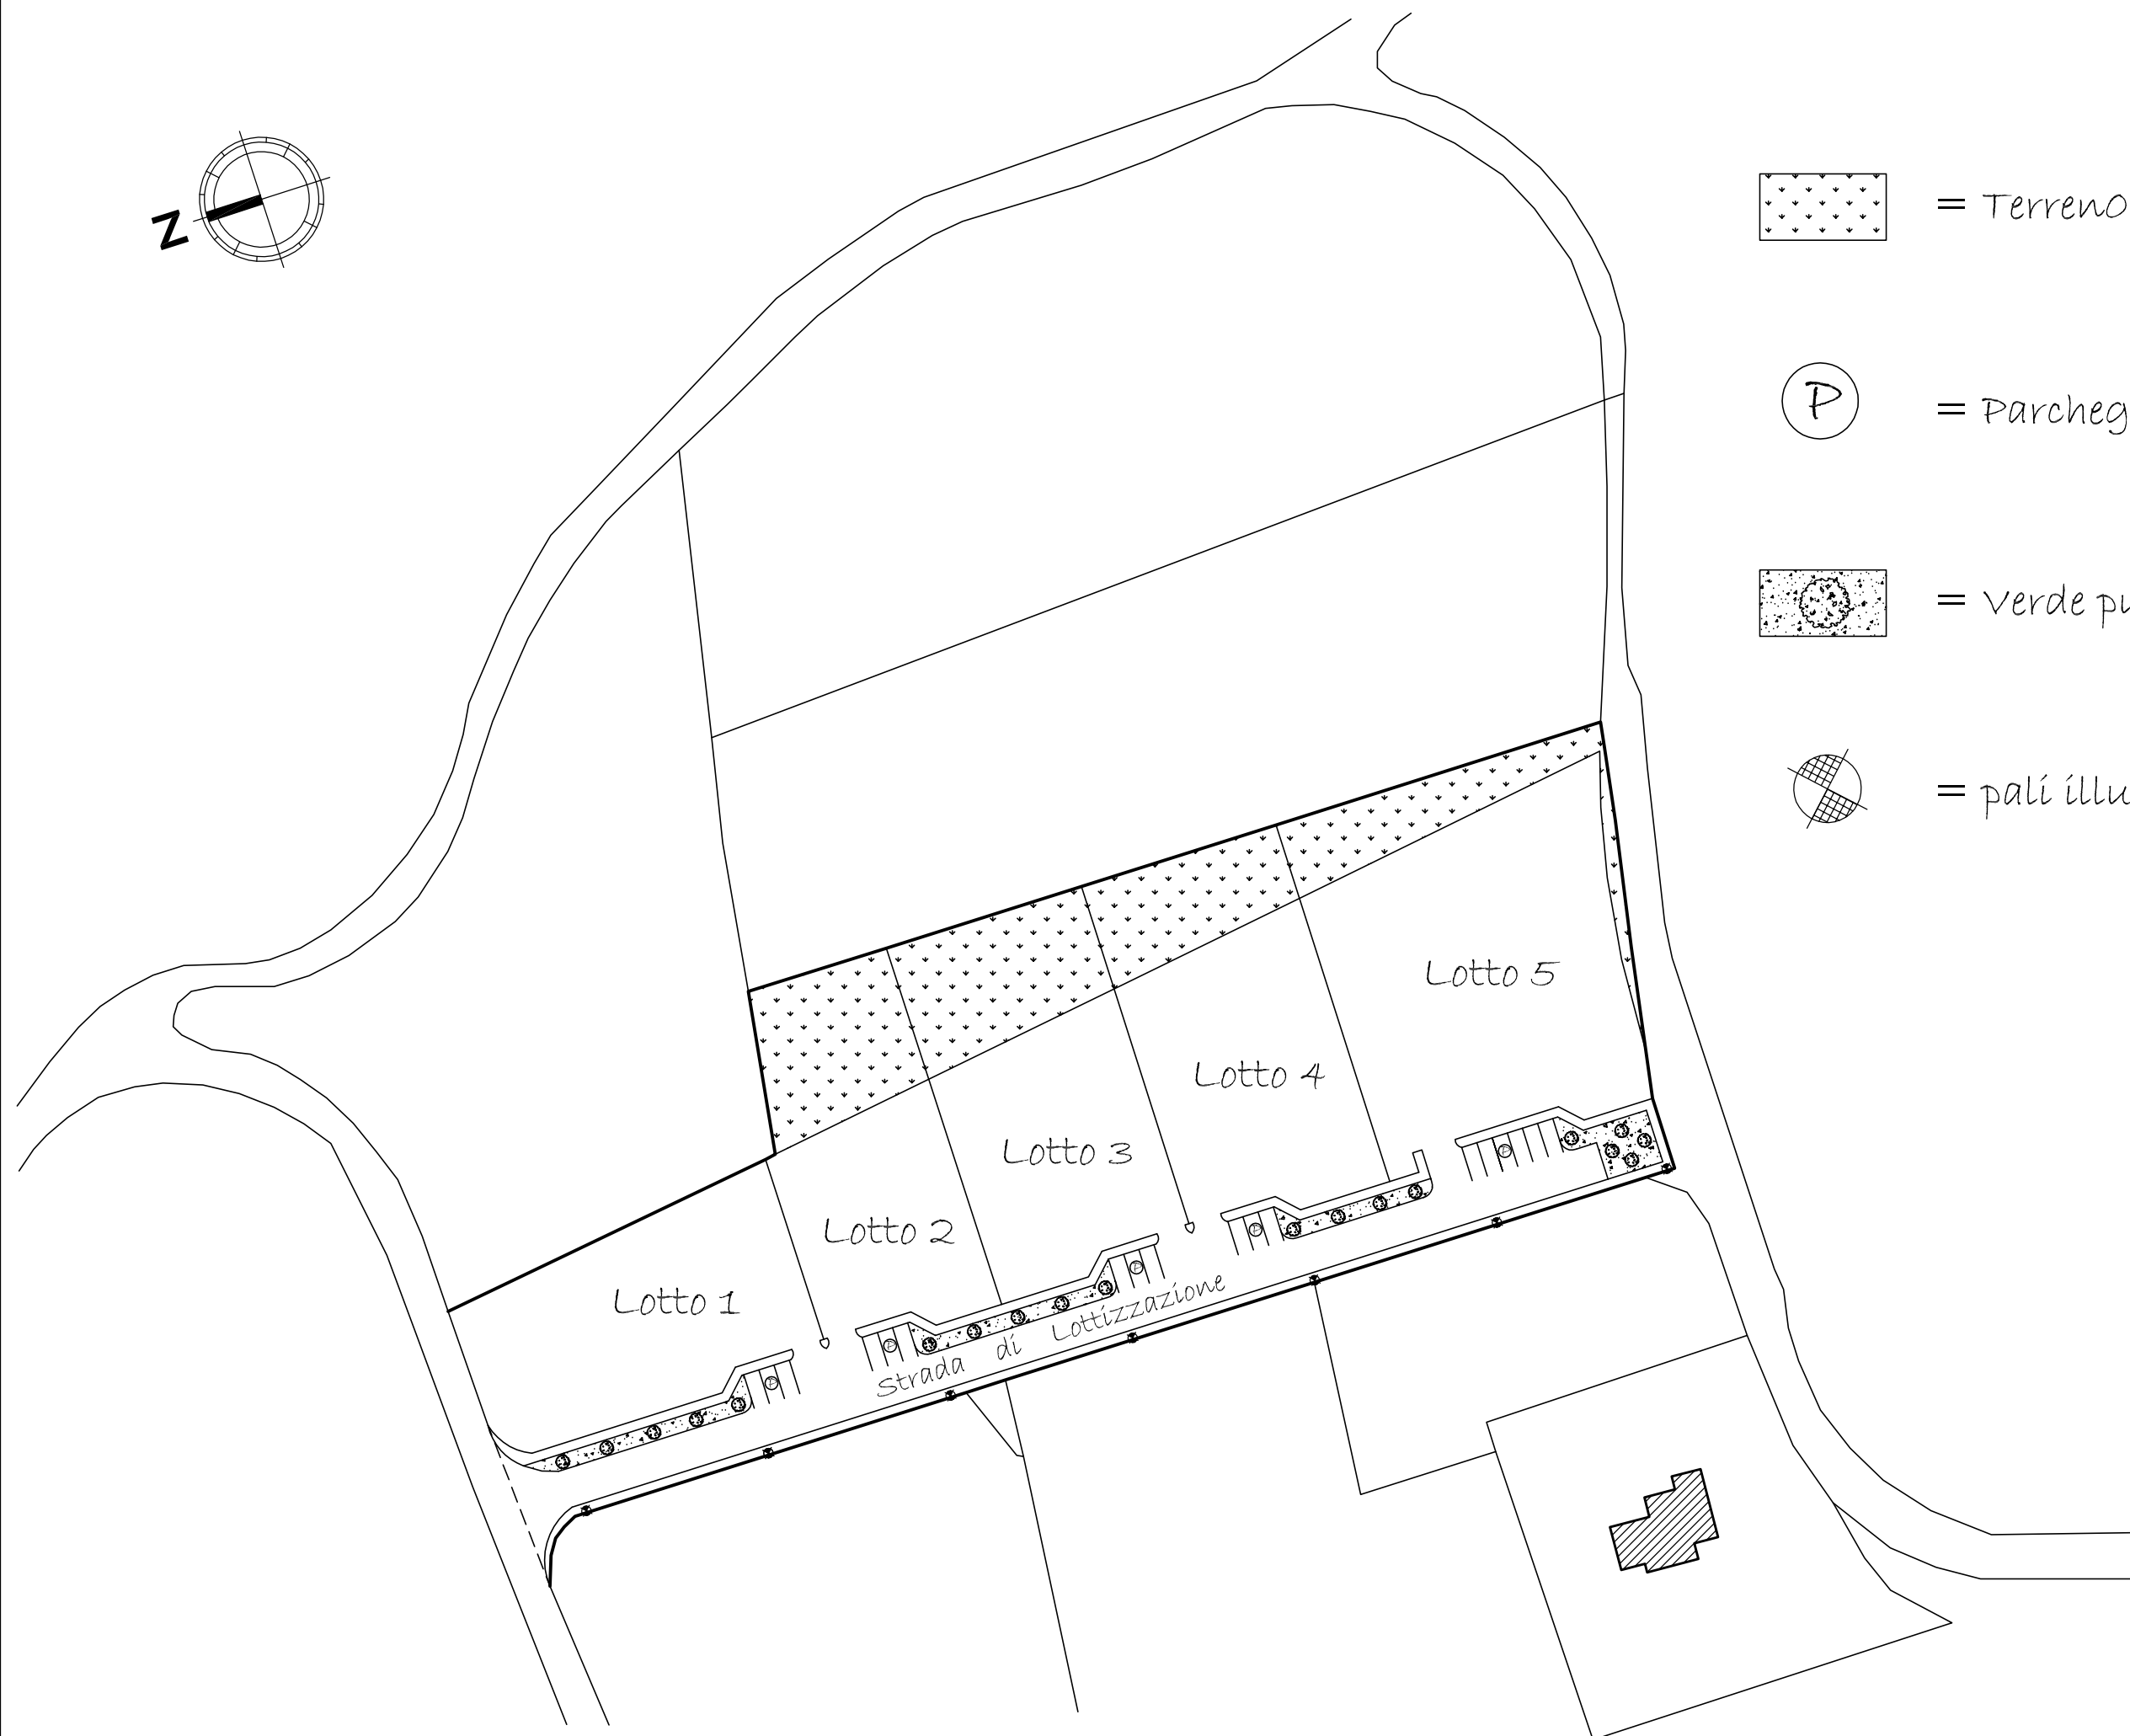 N
= Terreno
P
= Parcheg
= Verde pu
= pali illu
Lotto 5
Lotto 4
Lotto 3
Lotto 2
Lotto 1
P
P
P
P
P
Strada di Lottizzazione